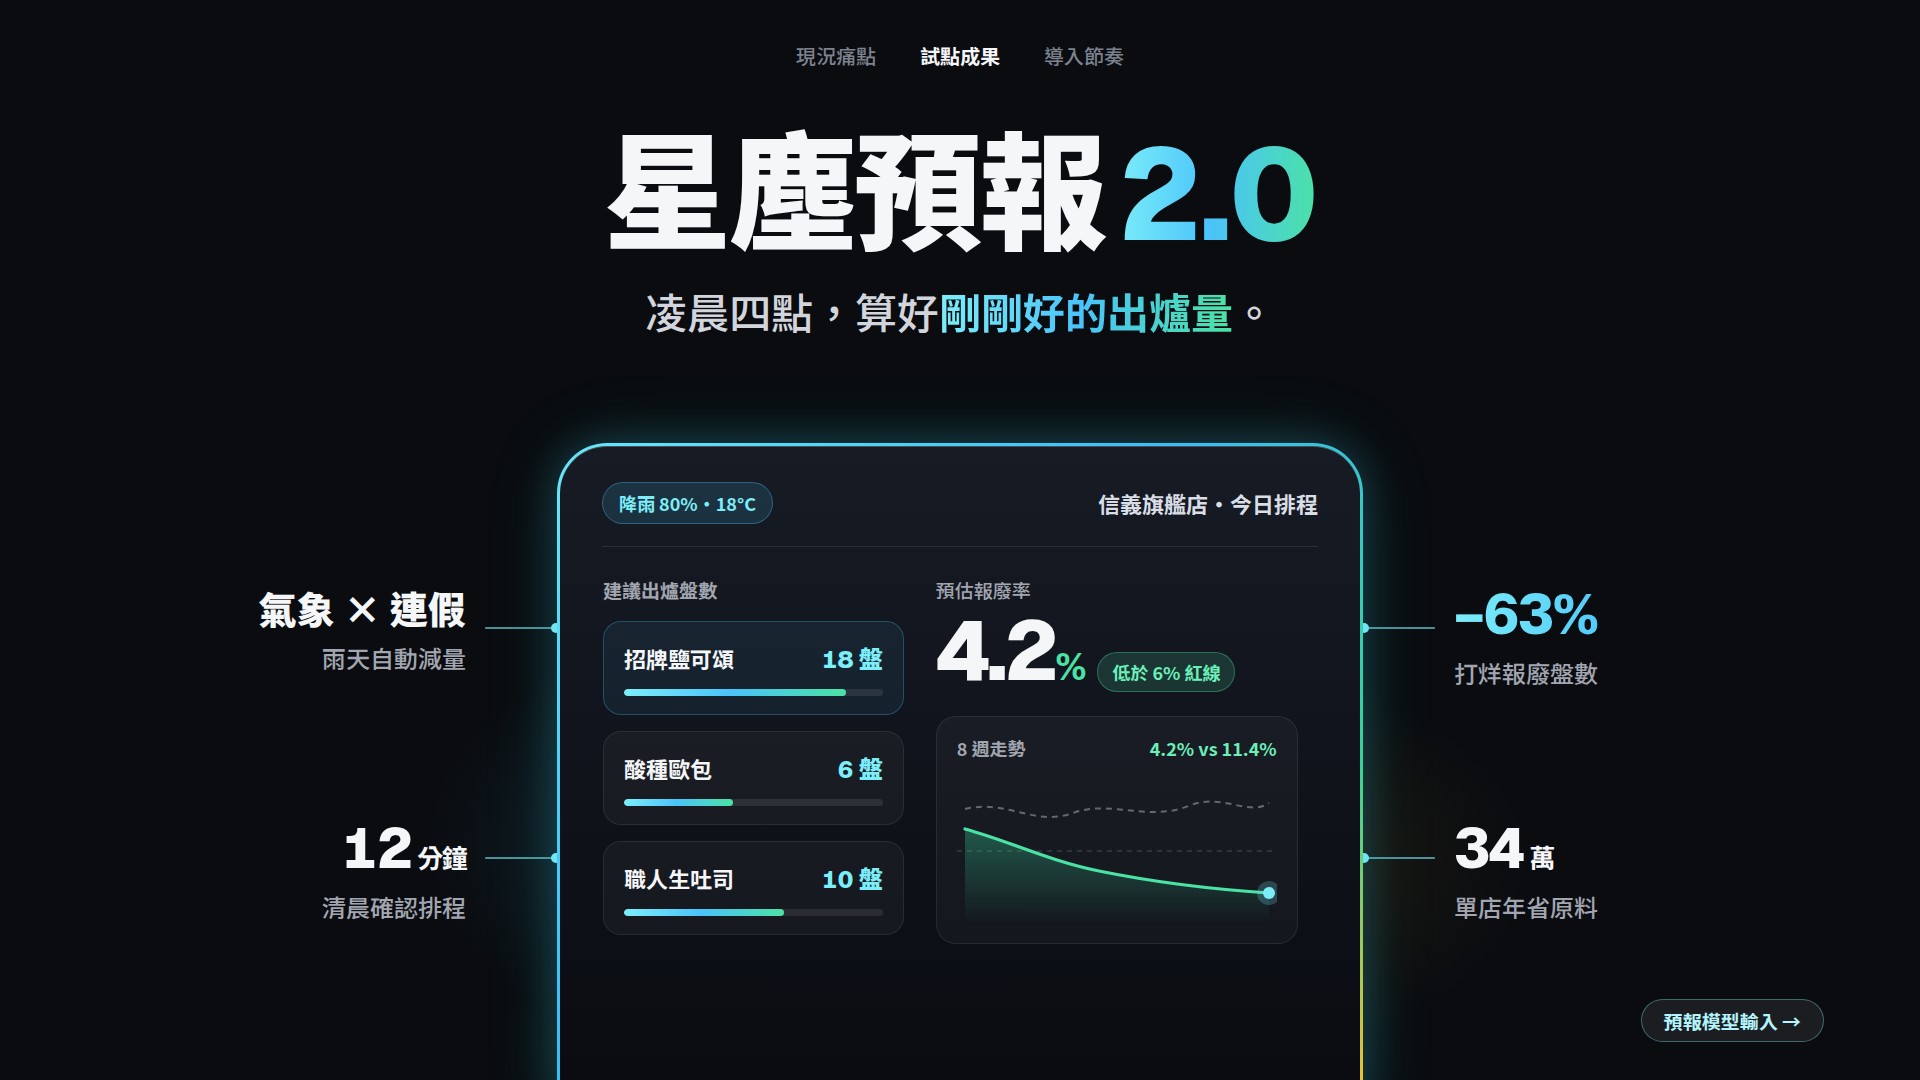 現況痛點 試點成果 導入節奏
星塵預報 2.0
凌晨四點，算好剛剛好的出爐量。
降雨 80%・18°C
信義旗艦店・今日排程
氣象 × 連假
雨天自動減量
12 分鐘
清晨確認排程
建議出爐盤數
招牌鹽可頌 18 盤
酸種歐包 6 盤
職人生吐司 10 盤
預估報廢率
4.2%
低於 6% 紅線
8 週走勢 4.2% vs 11.4%
–63%
打烊報廢盤數
34 萬
單店年省原料
預報模型輸入 →